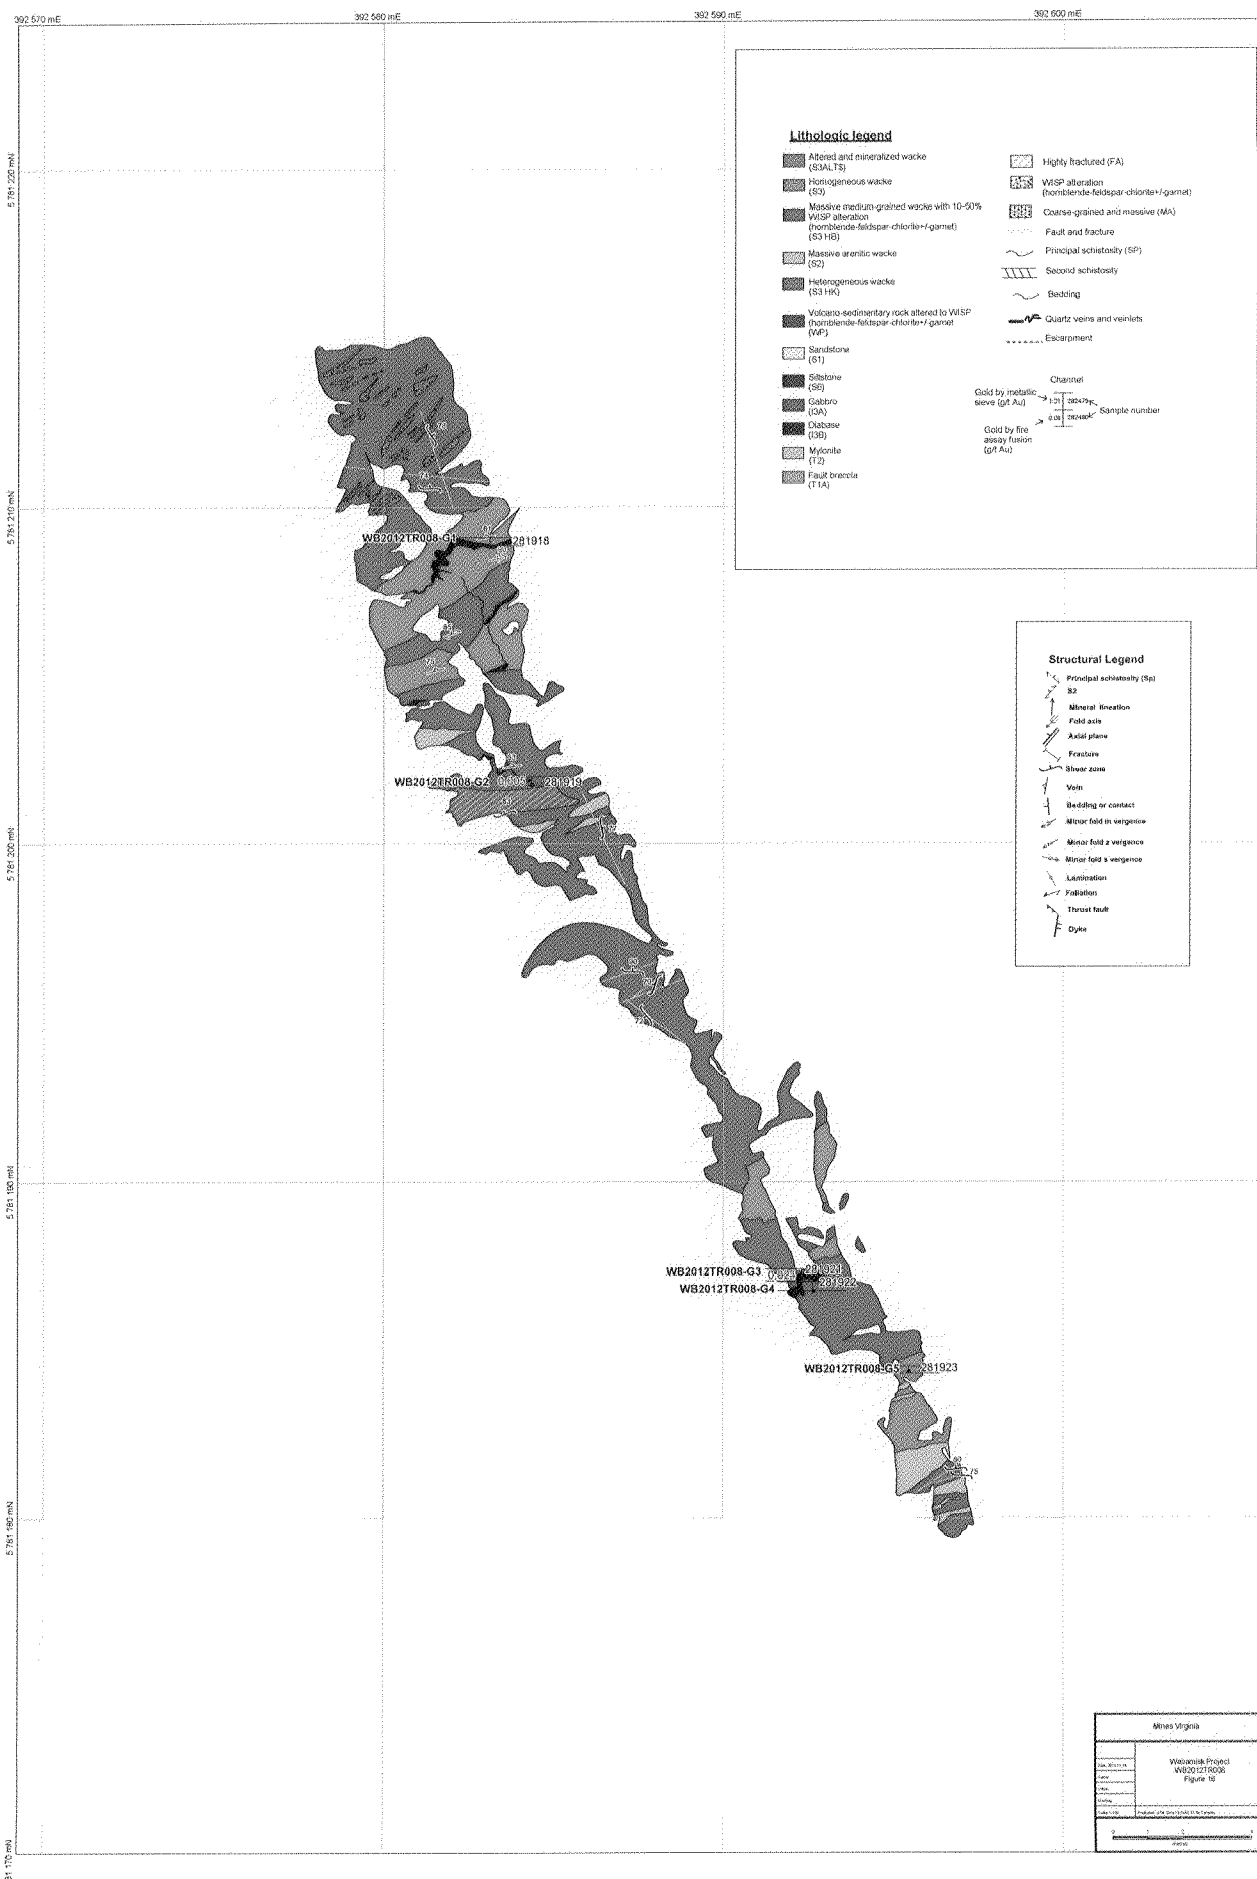 392 570 mE
392 590 mE
392 600 mE
5 781 220 mN
5 781 210 mN
5 781 200 mN
5 781 190 mN
5 781 180 mN
Lithologic legend
Altered and mineralized wacke
(S3ALTS)
Homogeneous wacke
(S3)
Massive medium-grained wacke with 10-50%
WISP alteration
(hornblende-feldspar-chlorite+/-garnet)
(S3 HB)
Massive arenitic wacke
(S2)
Heterogeneous wacke
(S3 HK)
Volcano-sedimentary rock altered to WISP
(hornblende-feldspar-chlorite+/-garnet
(WP)
Sandstone
(S1)
Siltstone
(S6)
Gabbro
(I3A)
Diabase
(I3B)
Mylonite
(T2)
Fault breccia
(T1A)
Highly fractured (FA)
WISP alteration
(hornblende-feldspar-chlorite+/-garnet)
Coarse-grained and massive (MA)
Fault and fracture
Principal schistosity (SP)
Second schistosity
Bedding
Quartz veins and veinlets
Escarpment
Channel
Gold by metallic
sieve (g/t Au)
282479
282480
Sample number
Gold by fire
assay fusion
(g/t Au)
WB2012TR008-G1
281918
WB2012TR008-G2
281919
WB2012TR008-G3
281921
WB2012TR008-G4
281922
WB2012TR008-G5
281923
72
60
75
Structural Legend
Principal schistosity (Sp)
S2
Mineral lineation
Fold axis
Axial plane
Fracture
Shear zone
Vein
Bedding or contact
Minor fold m vergence
Minor fold z vergence
Minor fold s vergence
Lamination
Foliation
Thrust fault
Dyke
Mines Virginia
Wabamisk Project
WB2012TR008
Figure 16